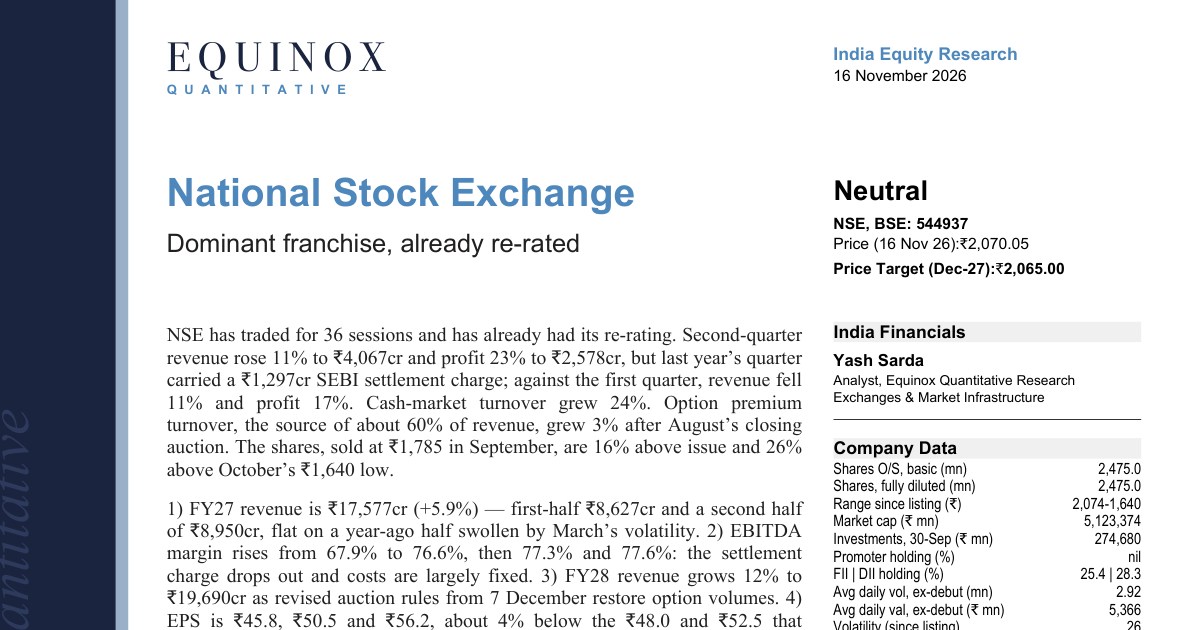 EQUINOX
QUANTITATIVE
India Equity Research
16 November 2026
National Stock Exchange
Dominant franchise, already re-rated
Neutral
NSE, BSE: 544937
Price (16 Nov 26):₹2,070.05
Price Target (Dec-27):₹2,065.00
NSE has traded for 36 sessions and has already had its re-rating. Second-quarter
revenue rose 11% to ₹4,067cr and profit 23% to ₹2,578cr, but last year’s quarter
carried a ₹1,297cr SEBI settlement charge; against the first quarter, revenue fell
11% and profit 17%. Cash-market turnover grew 24%. Option premium
turnover, the source of about 60% of revenue, grew 3% after August’s closing
auction. The shares, sold at ₹1,785 in September, are 16% above issue and 26%
above October’s ₹1,640 low.
1) FY27 revenue is ₹17,577cr (+5.9%) — first-half ₹8,627cr and a second half
of ₹8,950cr, flat on a year-ago half swollen by March’s volatility. 2) EBITDA
margin rises from 67.9% to 76.6%, then 77.3% and 77.6%: the settlement
charge drops out and costs are largely fixed. 3) FY28 revenue grows 12% to
₹19,690cr as revised auction rules from 7 December restore option volumes. 4)
EPS is ₹45.8, ₹50.5 and ₹56.2, about 4% below the ₹48.0 and ₹52.5 that
India Financials
Yash Sarda
Analyst, Equinox Quantitative Research
Exchanges & Market Infrastructure
Company Data
Shares O/S, basic (mn) 2,475.0
Shares, fully diluted (mn) 2,475.0
Range since listing (₹) 2,074-1,640
Market cap (₹ mn) 5,123,374
Investments, 30-Sep (₹ mn) 274,680
Promoter holding (%) nil
FII | DII holding (%) 25.4 | 28.3
Avg daily vol, ex-debut (mn) 2.92
Avg daily val, ex-debut (₹ mn) 5,366
Volatility (since listing) 26
antitative